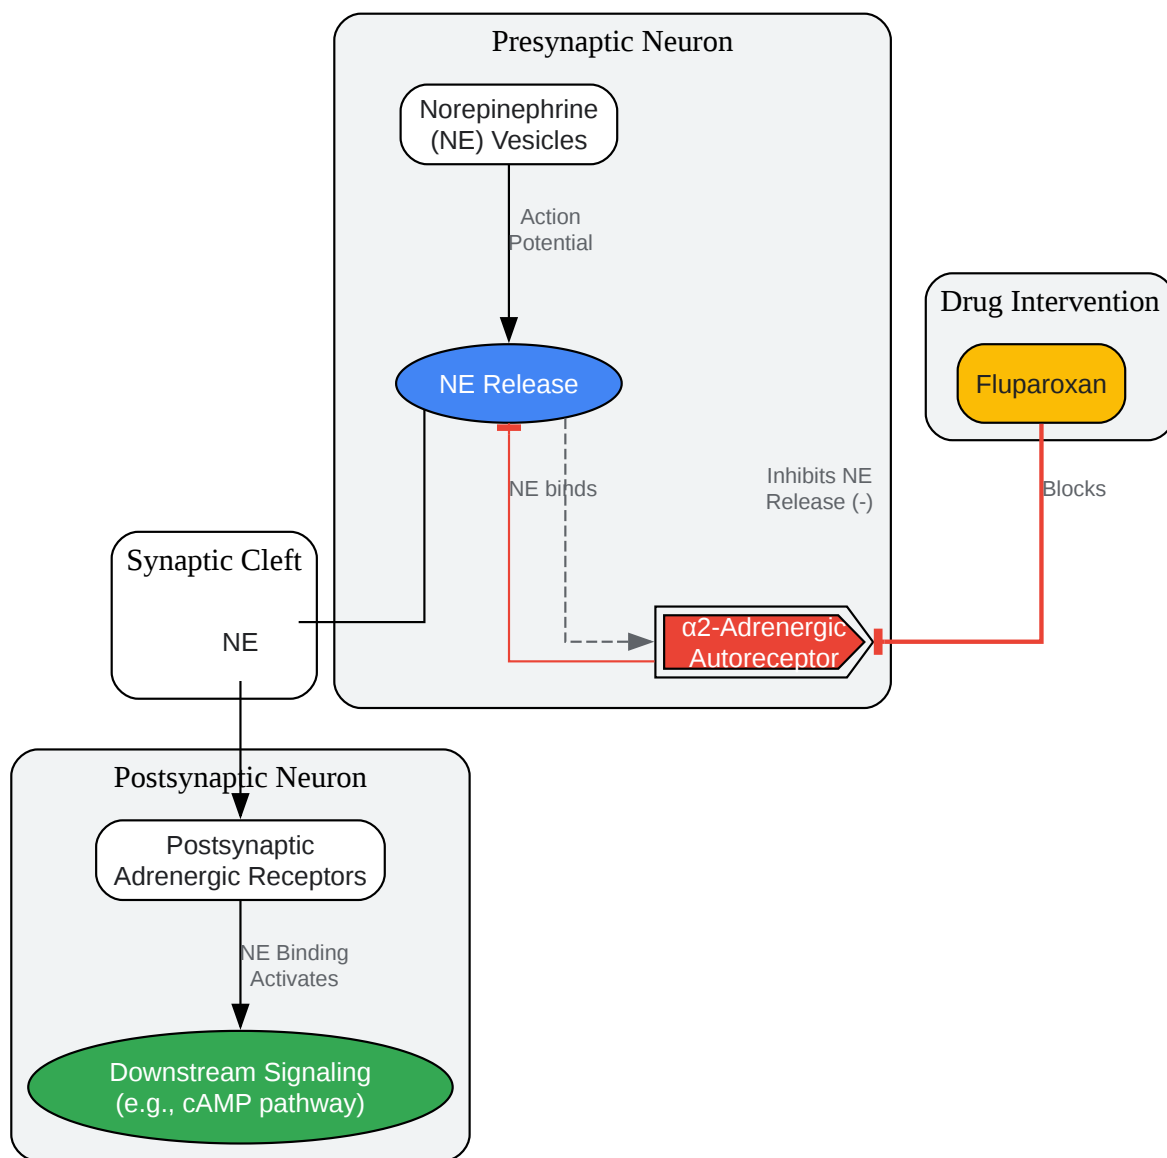 Presynaptic Neuron
Norepinephrine
(NE) Vesicles
Action
Potential
Drug Intervention
NE Release
Fluparoxan
NE binds
Inhibits NE
Release (-)
Blocks
Synaptic Cleft
NE
α2-Adrenergic
Autoreceptor
Postsynaptic Neuron
Postsynaptic
Adrenergic Receptors
NE Binding
Activates
Downstream Signaling
(e.g., cAMP pathway)